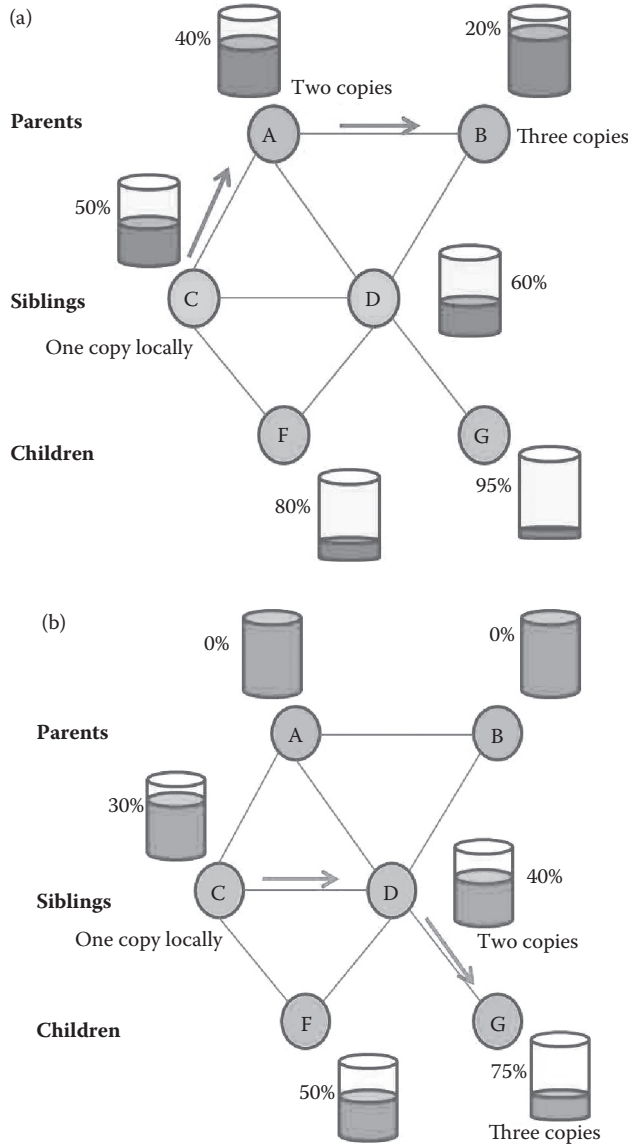 (a)
40%
20%
Two copies
Parents
A
B
Three copies
50%
60%
Siblings
C
D
One copy locally
F
G
Children
80%
95%
(b)
0%
0%
Parents
A
B
30%
40%
Siblings
C
D
One copy locally
Two copies
Children
F
G
50%
75%
Three copies